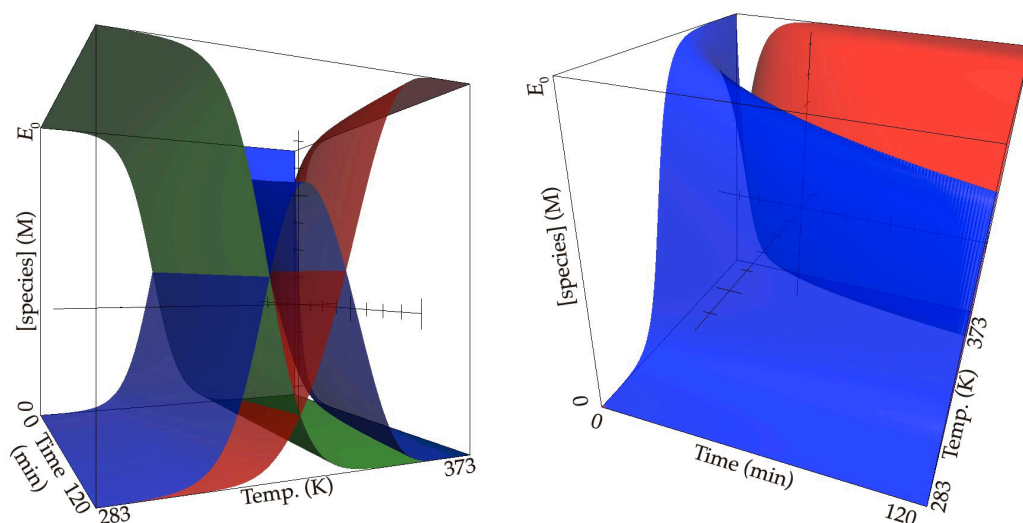 E0
[species] (M)
0
0
Time
(min)
120
283
Temp. (K)
373
E0
[species] (M)
0
0
Time (min)
120
283
Temp. (K)
373